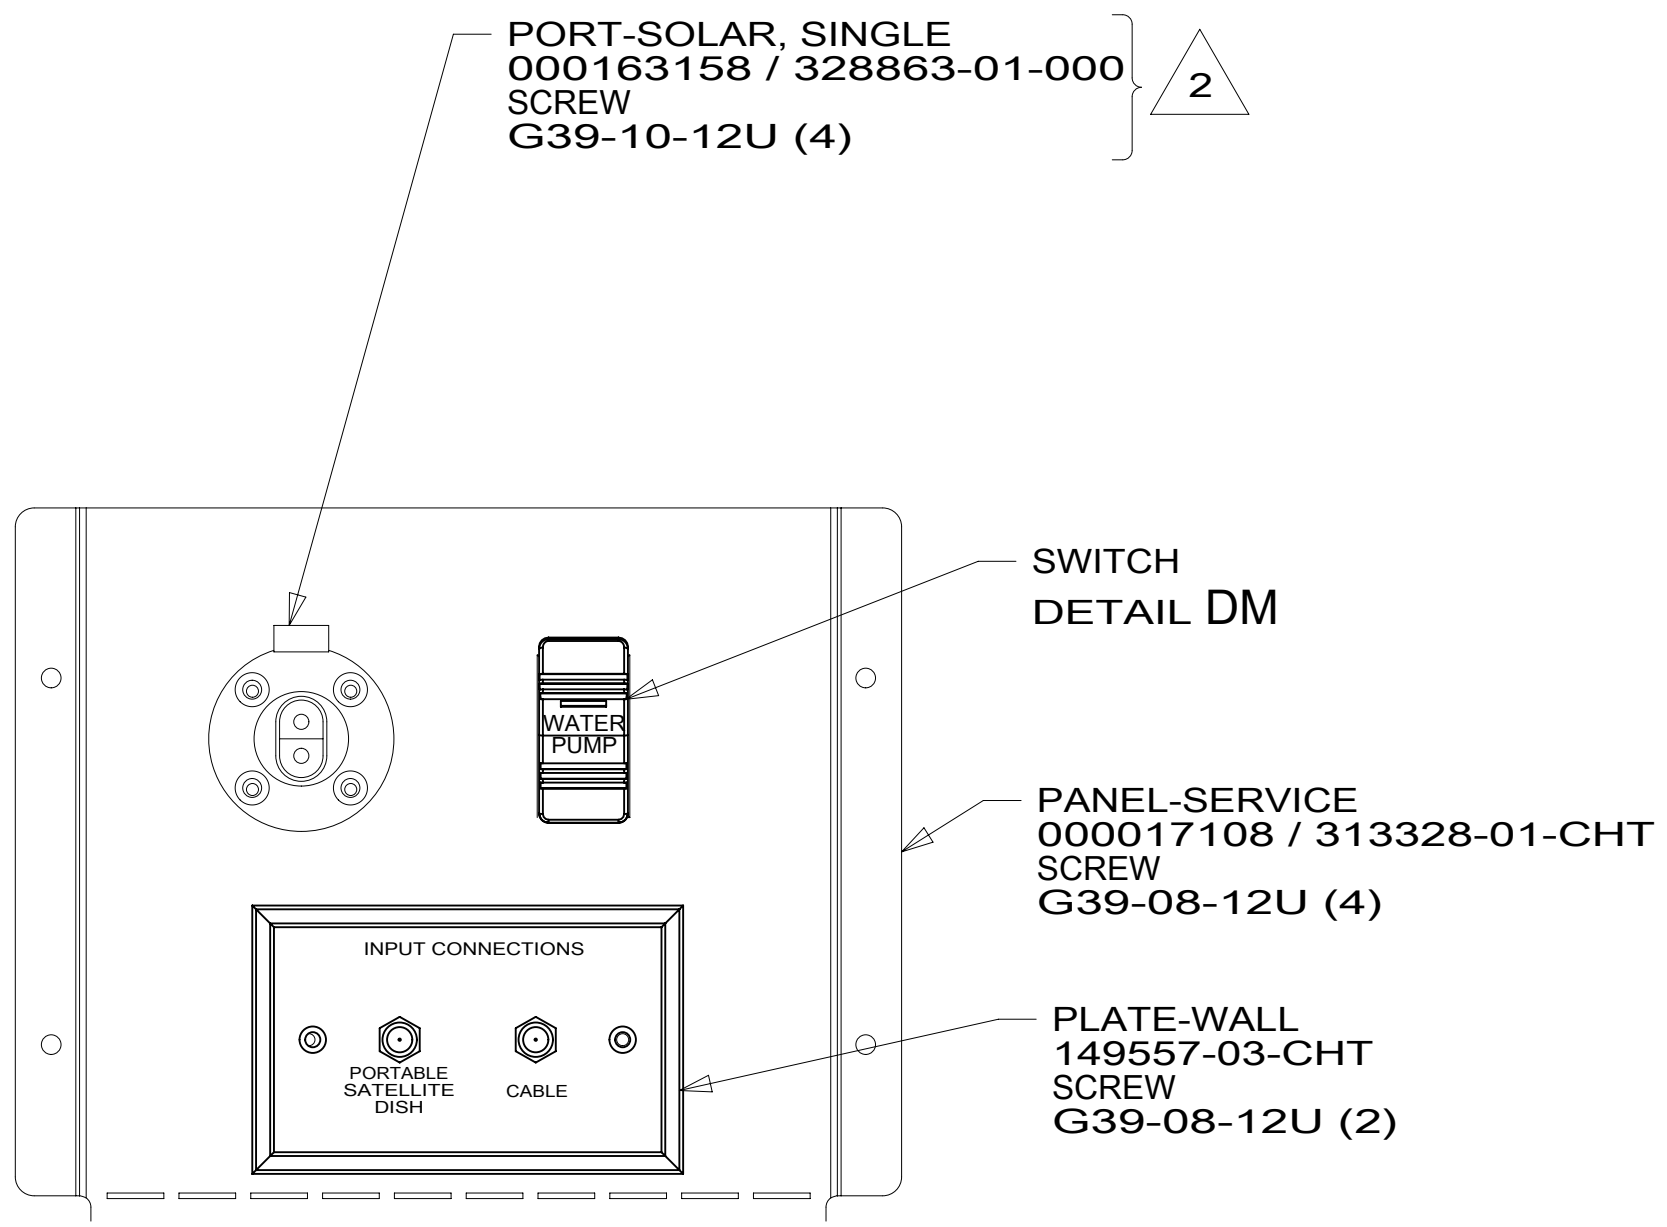 PORT-SOLAR, SINGLE
000163158 / 328863-01-000
SCREW
G39-10-12U (4)
2
SWITCH
DETAIL DM
WATER
PUMP
PANEL-SERVICE
000017108 / 313328-01-CHT
SCREW
G39-08-12U (4)
INPUT CONNECTIONS
PORTABLE
SATELLITE
DISH
CABLE
PLATE-WALL
149557-03-CHT
SCREW
G39-08-12U (2)